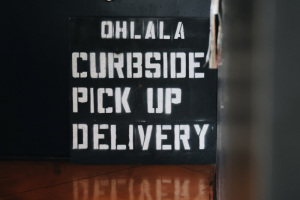 OHLALA
CURBSIDE
PICK UP
DELIVERY